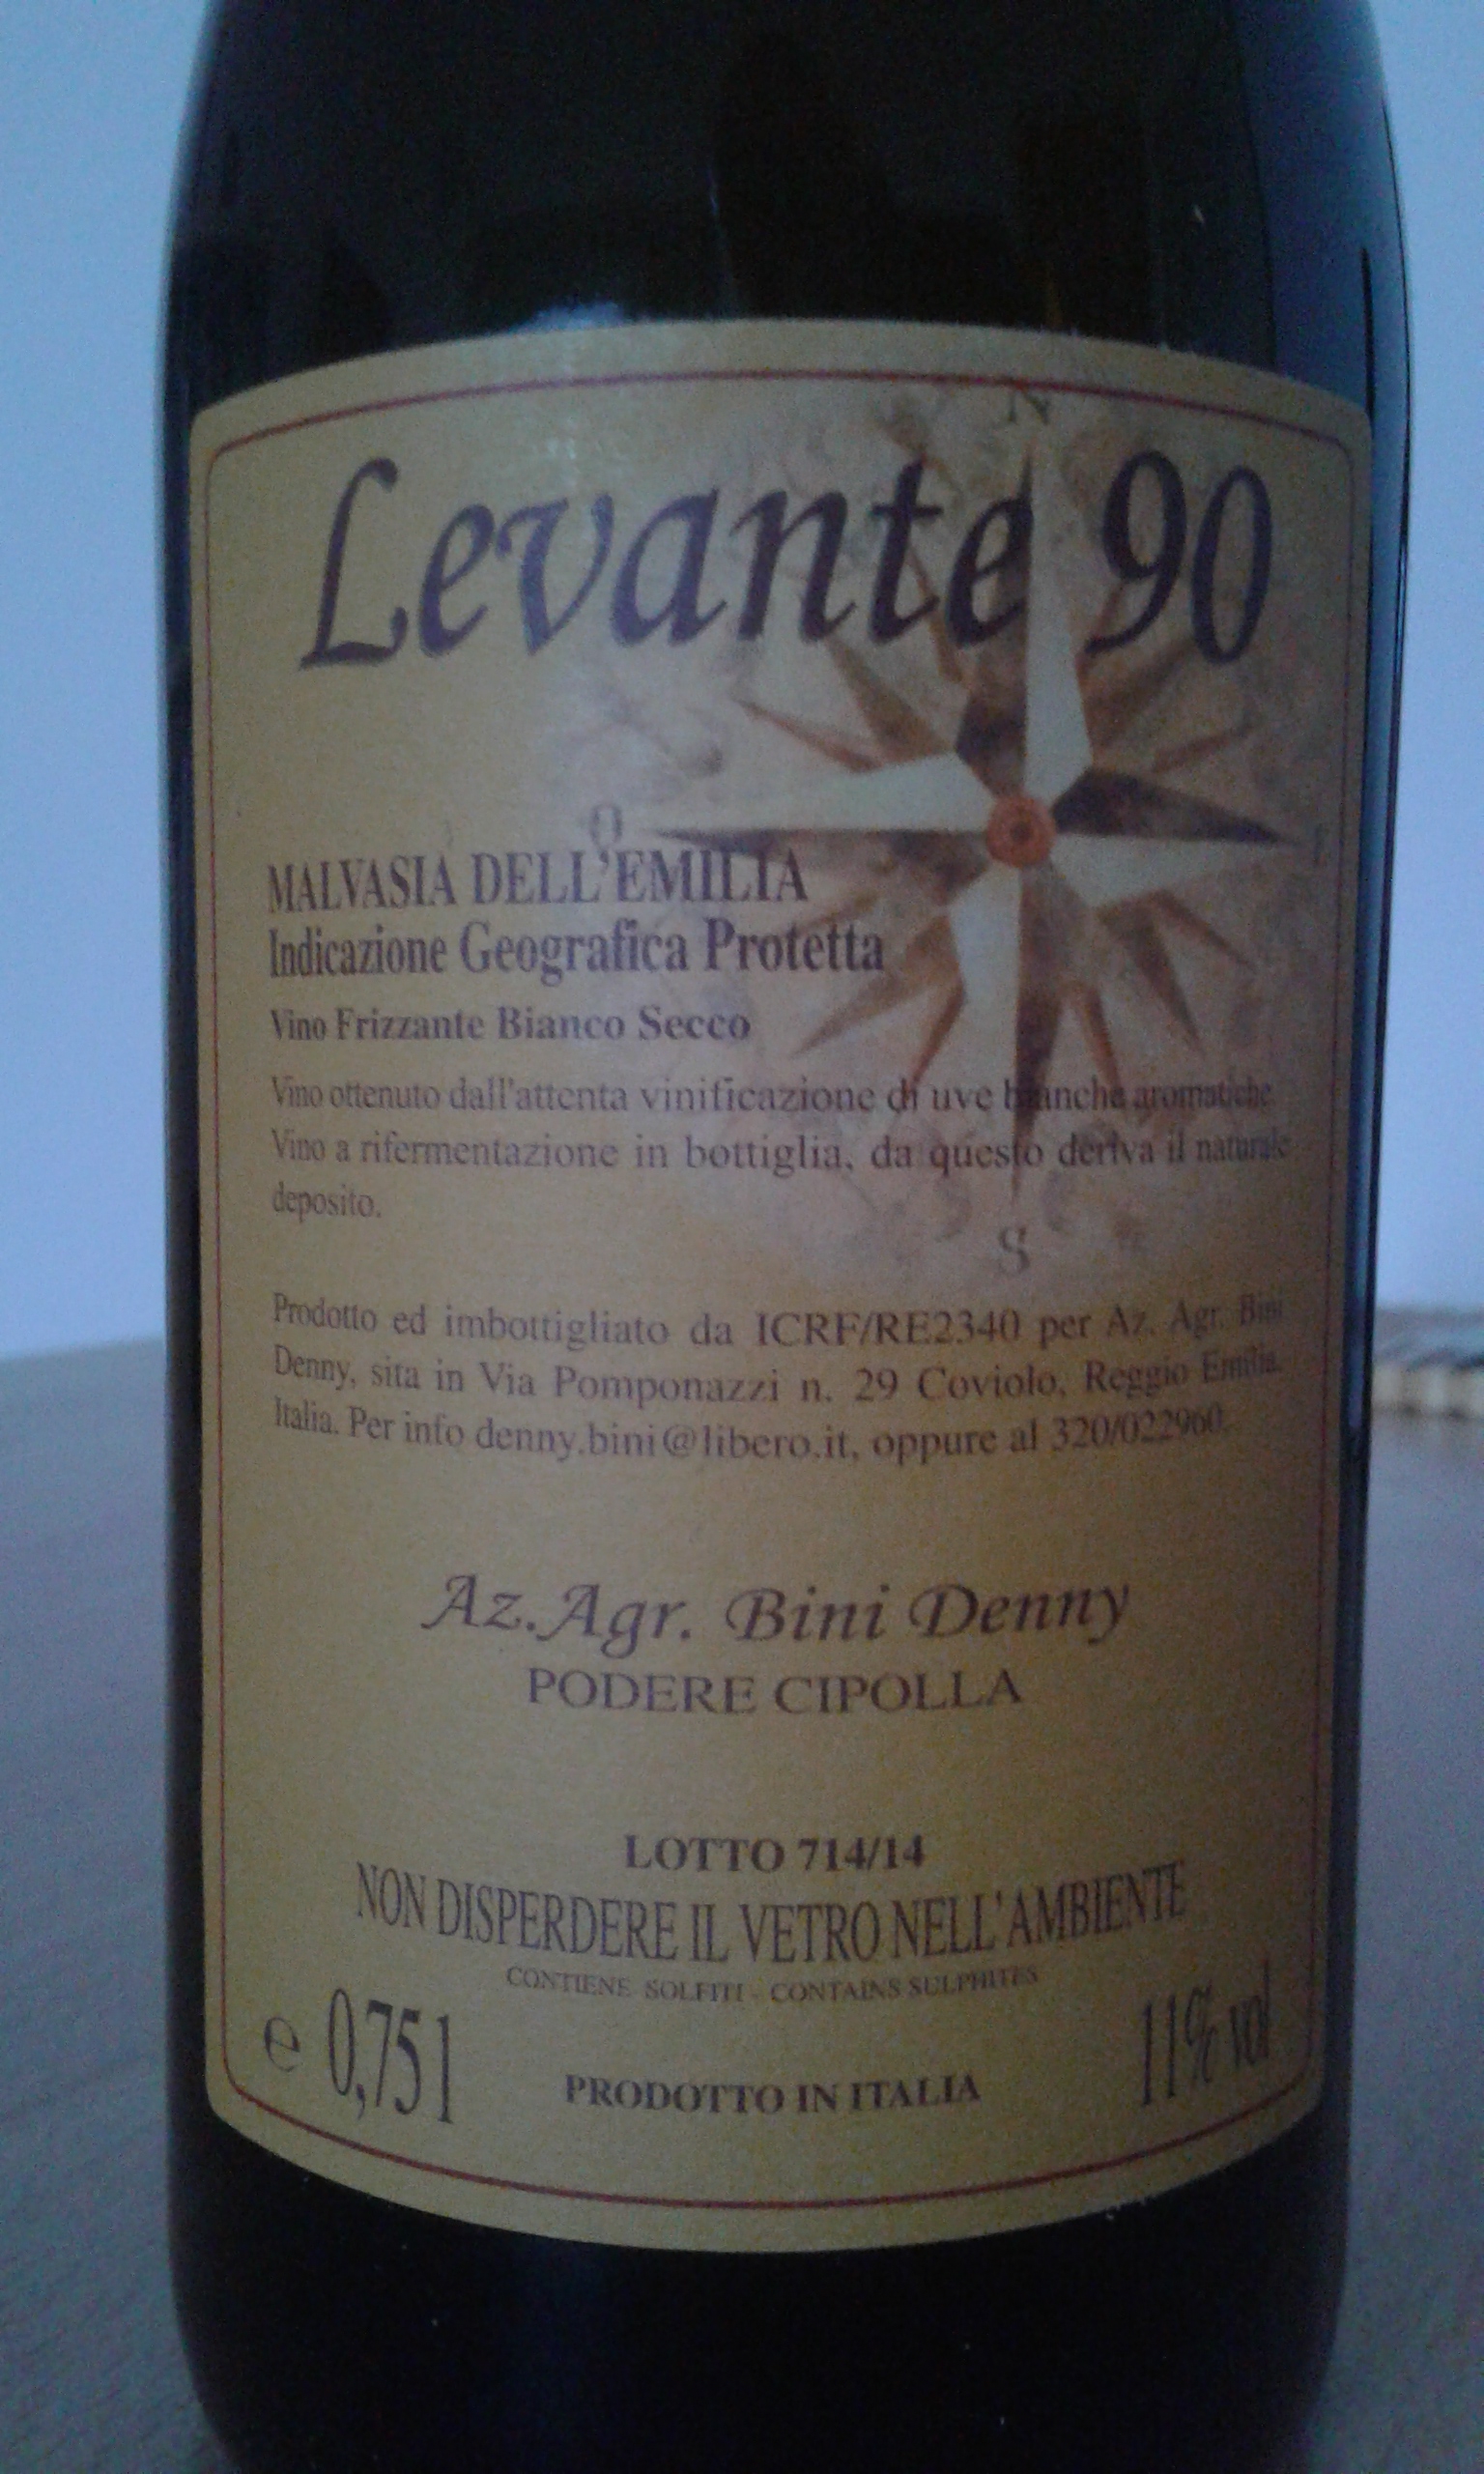 N
Levante 90
O
E
MALVASIA DELL'EMILIA
Indicazione Geografica Protetta
Vino Frizzante Bianco Secco
Vino ottenuto dall'attenta vinificazione di uve bianche aromatiche
Vino a rifermentazione in bottiglia, da questo deriva il naturale
deposito.
S
Prodotto ed imbottigliato da ICRF/RE2340 per Az. Agr. Bini
Denny, sita in Via Pomponazzi n. 29 Coviolo, Reggio Emilia.
Italia. Per info denny.bini@libero.it, oppure al 320/022960.
Az.Agr. Bini Denny
PODERE CIPOLLA
LOTTO 714/14
NON DISPERDERE IL VETRO NELL'AMBIENTE
CONTIENE SOLFITI - CONTAINS SULPHITES
e 0,75 l
PRODOTTO IN ITALIA
11% vol